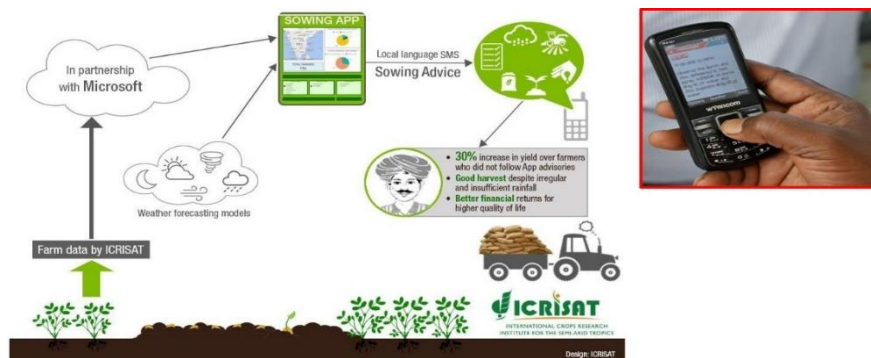 SOWING APP
In partnership
with Microsoft
Local language SMS
Sowing Advice
Weather forecasting models
• 30% increase in yield over farmers
who did not follow App advisories
• Good harvest despite irregular
and insufficient rainfall
• Better financial returns for
higher quality of life
Farm data by ICRISAT
ICRISAT
INTERNATIONAL CROPS RESEARCH
INSTITUTE FOR THE SEMI-ARID TROPICS
Design: ICRISAT